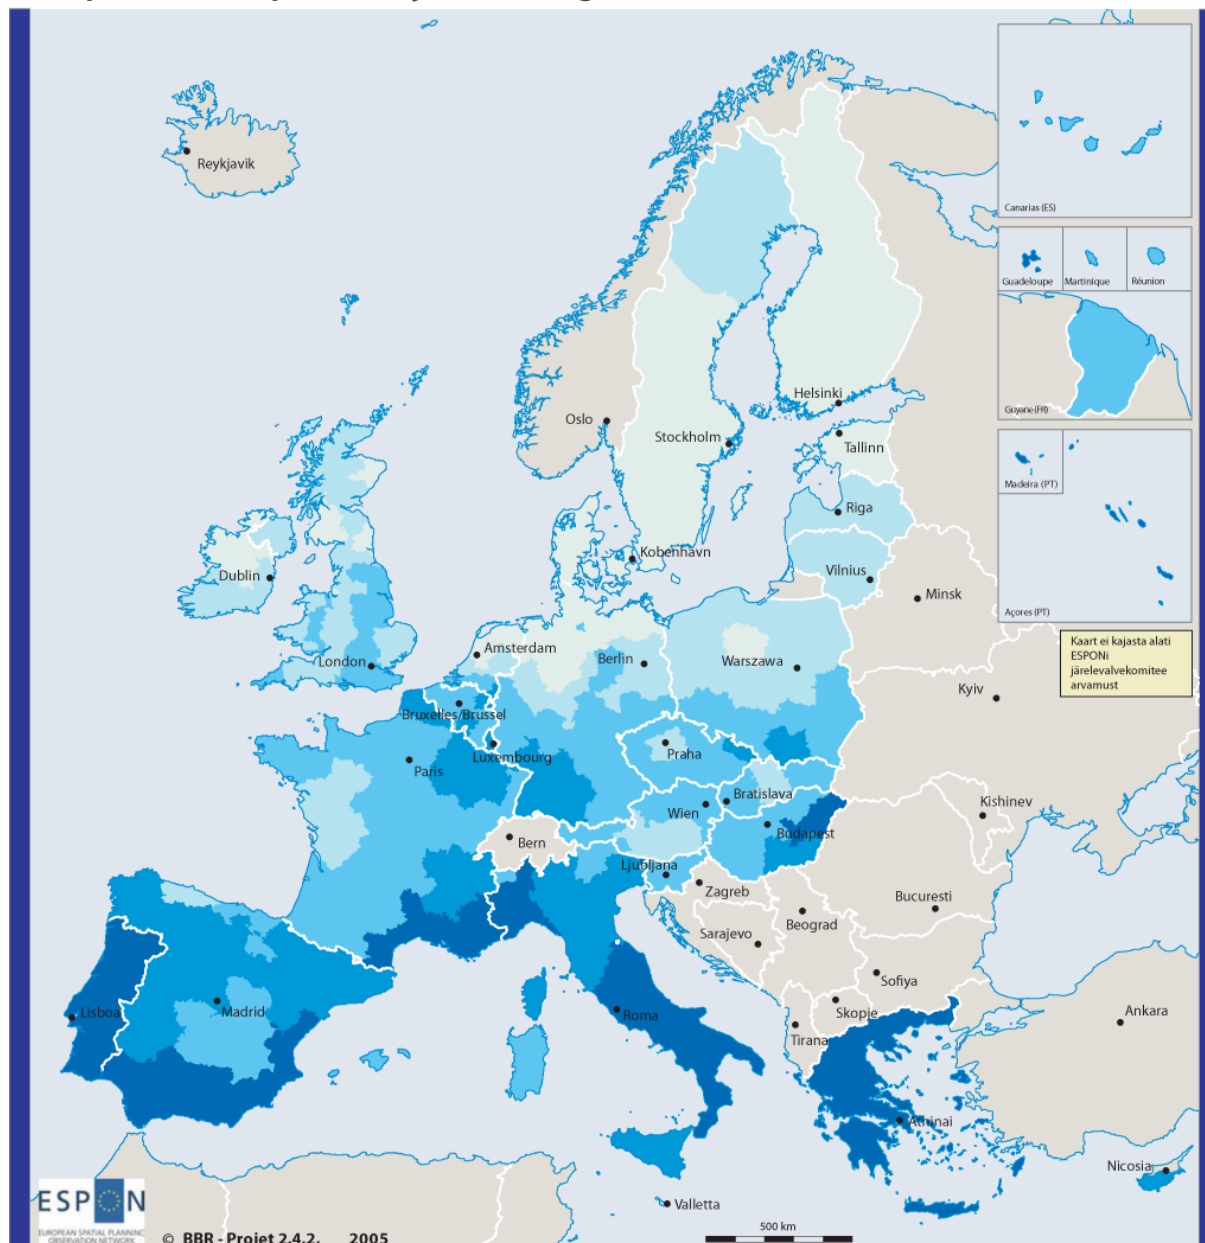 Reykjavik
Canarias (ES)
Guadeloupe
Martinique
Réunion
Guyane (FR)
Helsinki
Oslo
Stockholm
Tallinn
Madeira (PT)
Riga
Kobenhavn
Dublin
Vilnius
Minsk
Açores (PT)
Amsterdam
London
Berlin
Warszawa
Kaart ei kajasta alati
ESPONi
järelevalvekomitee
arvamust
Kyiv
Bruxelles/Brussel
Luxembourg
Praha
Paris
Bratislava
Wien
Kishinev
Budapest
Bern
Ljubljana
Zagreb
Bucuresti
Beograd
Sarajevo
Sofiya
Madrid
Lisboa
Roma
Skopje
Ankara
Tirana
Athinai
Nicosia
Valletta
ESPON
EUROPEAN SPATIAL PLANNING
OBSERVATION NETWORK
500 km
© BBR - Projet 2.4.2. 2005